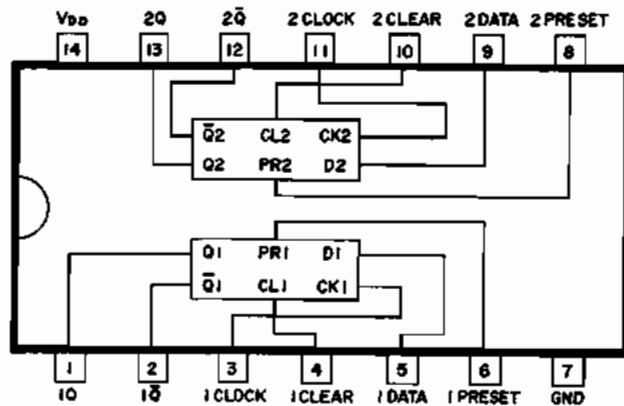 VDD 2Q 2Q̅ 2 CLOCK 2 CLEAR 2 DATA 2 PRESET
14 13 12 11 10 9 8
Q̅2 CL2 CK2
Q2 PR2 D2
Q1 PR1 D1
Q̅1 CL1 CK1
1 2 3 4 5 6 7
1Q 1Q̅ 1 CLOCK 1 CLEAR 1 DATA 1 PRESET GND